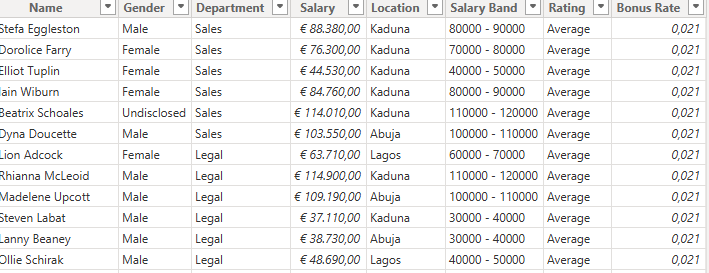 Name Gender Department Salary Location Salary Band Rating Bonus Rate
Stefa Eggleston Male Sales € 88.380,00 Kaduna 80000 - 90000 Average 0,021
Dorolice Farry Female Sales € 76.300,00 Kaduna 70000 - 80000 Average 0,021
Elliot Tuplin Female Sales € 44.530,00 Kaduna 40000 - 50000 Average 0,021
Iain Wiburn Female Sales € 84.760,00 Kaduna 80000 - 90000 Average 0,021
Beatrix Schoales Undisclosed Sales € 114.010,00 Kaduna 110000 - 120000 Average 0,021
Dyna Doucette Male Sales € 103.550,00 Abuja 100000 - 110000 Average 0,021
Lion Adcock Female Legal € 63.710,00 Lagos 60000 - 70000 Average 0,021
Rhianna McLeoid Male Legal € 114.900,00 Kaduna 110000 - 120000 Average 0,021
Madelene Upcott Male Legal € 109.190,00 Abuja 100000 - 110000 Average 0,021
Steven Labat Male Legal € 37.110,00 Kaduna 30000 - 40000 Average 0,021
Lanny Beaney Male Legal € 38.730,00 Abuja 30000 - 40000 Average 0,021
Ollie Schirak Male Legal € 48.690,00 Lagos 40000 - 50000 Average 0,021